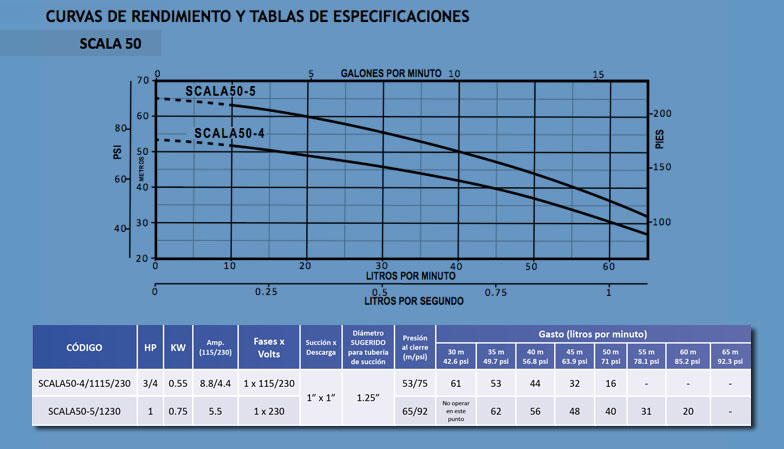 CURVAS DE RENDIMIENTO Y TABLAS DE ESPECIFICACIONES
SCALA 50
GALONES POR MINUTO
0 5 10 15
SCALA50-5
SCALA50-4
PSI
80
60
40
METROS
70
60
50
40
30
20
PIES
200
150
100
0 10 20 30 40 50 60
LITROS POR MINUTO
0 0.25 0.5 0.75 1
LITROS POR SEGUNDO
CÓDIGO HP KW Amp. (115/230) Fases x Volts Succión x Descarga Diámetro SUGERIDO para tubería de succión Presión al cierre (m/psi) Gasto (litros por minuto)
30 m 35 m 40 m 45 m 50 m 55 m 60 m 65 m
42.6 psi 49.7 psi 56.8 psi 63.9 psi 71 psi 78.1 psi 85.2 psi 92.3 psi
SCALA50-4/1115/230 3/4 0.55 8.8/4.4 1 x 115/230 53/75 61 53 44 32 16 - - -
1” x 1” 1.25”
SCALA50-5/1230 1 0.75 5.5 1 x 230 65/92 No operar en este punto 62 56 48 40 31 20 -